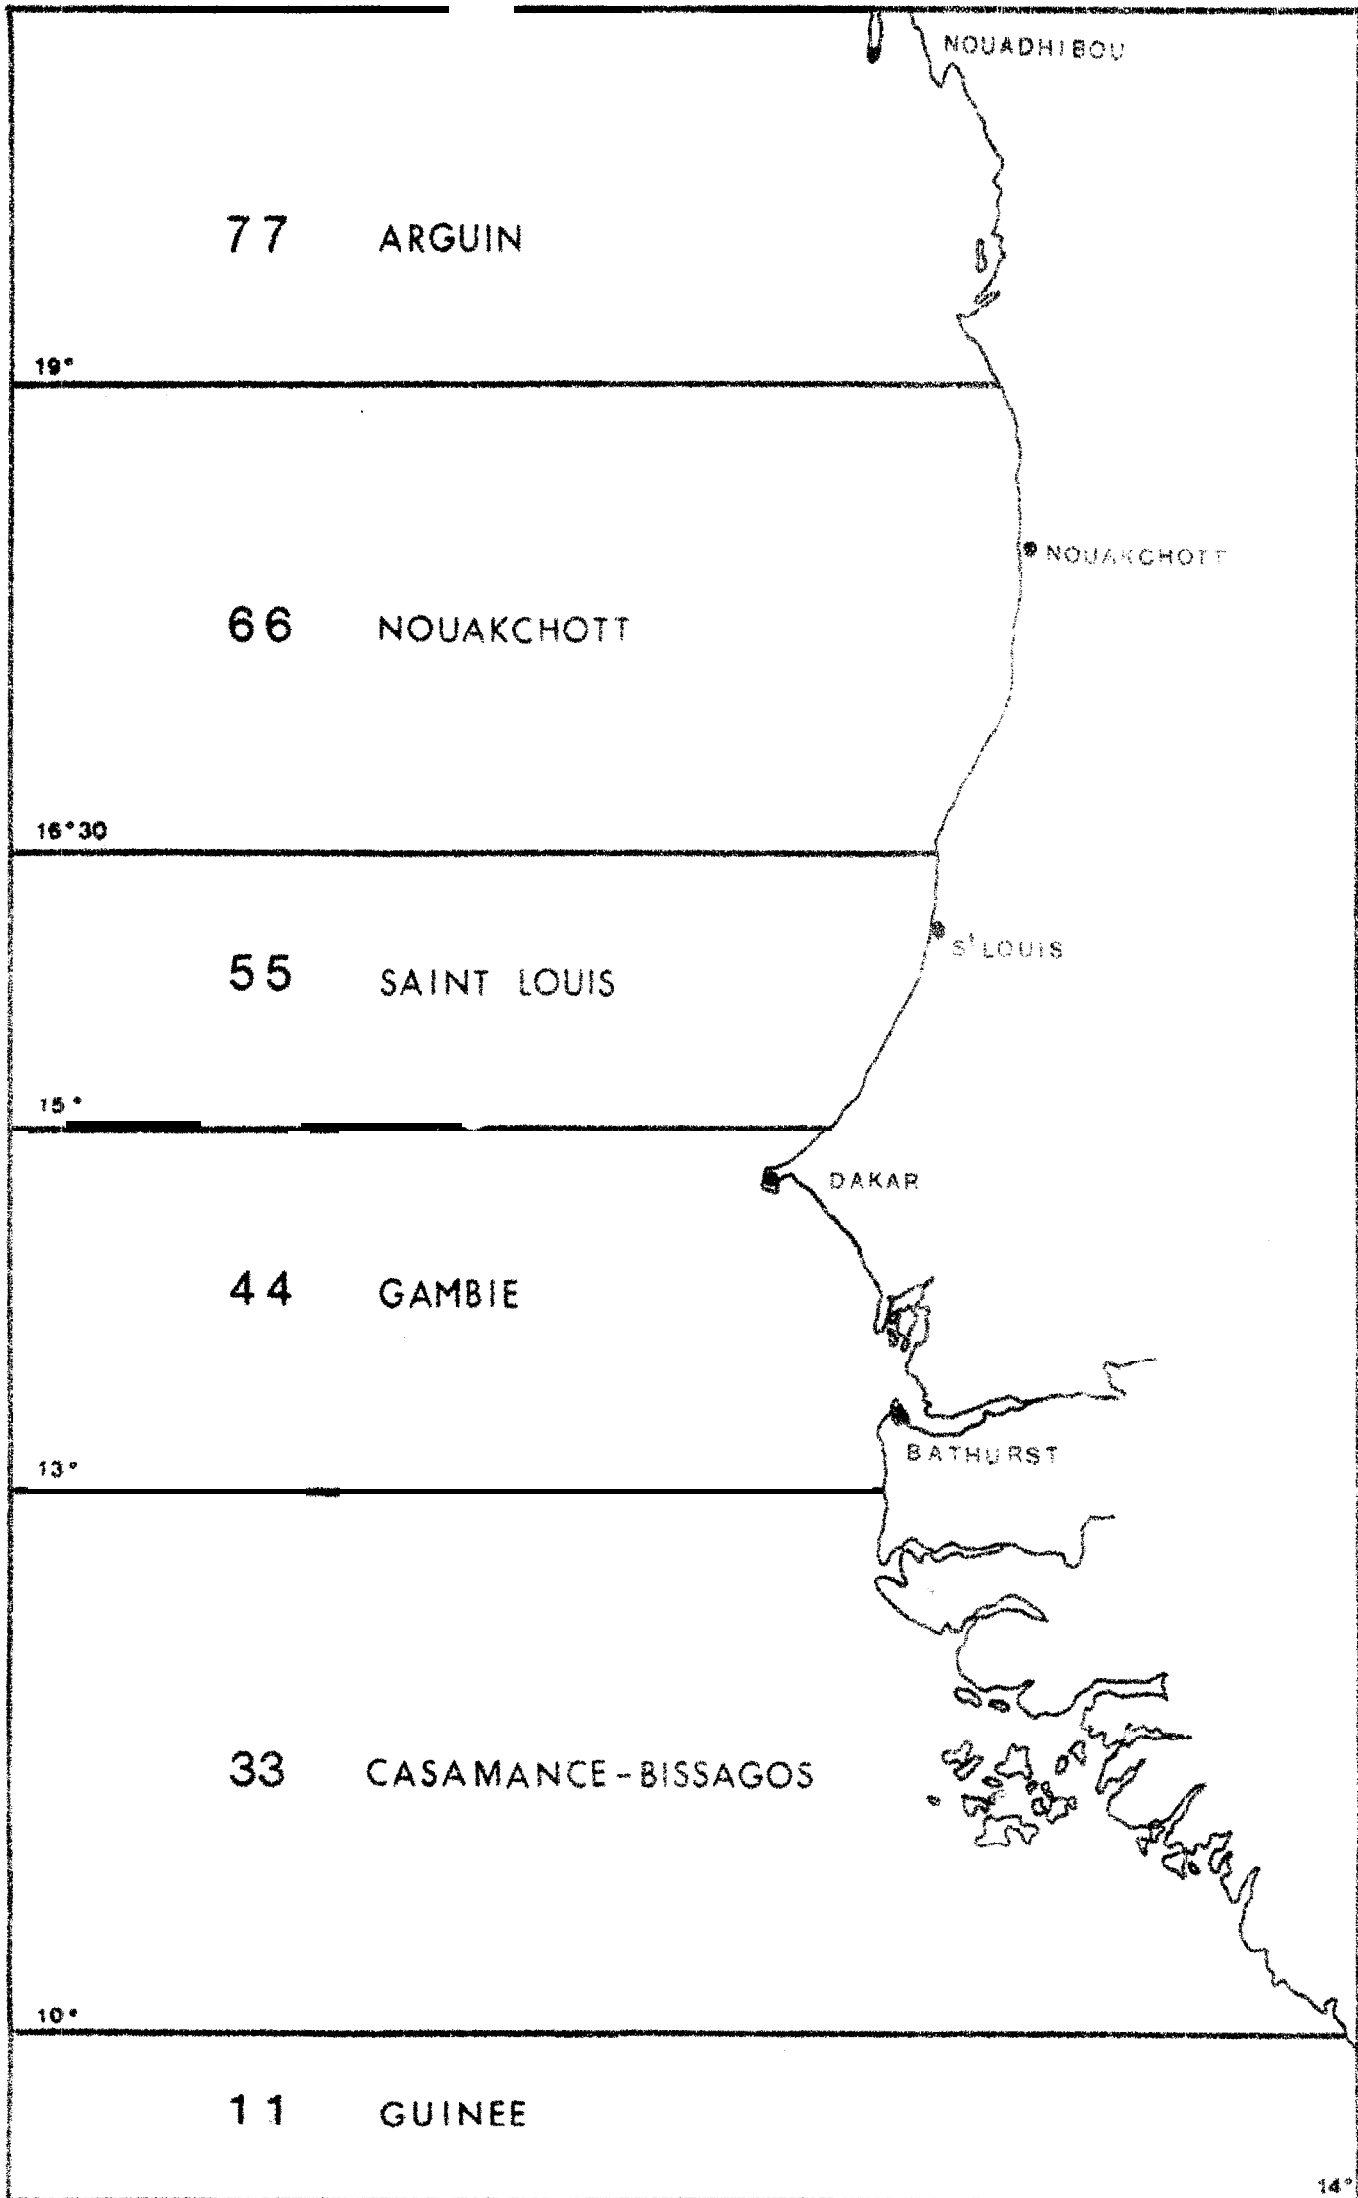 NOUADHIBOU
77 ARGUIN
19°
NOUAKCHOTT
66 NOUAKCHOTT
16°30
St LOUIS
55 SAINT LOUIS
15°
DAKAR
44 GAMBIE
BATHURST
13°
33 CASAMANCE-BISSAGOS
10°
11 GUINEE
14°